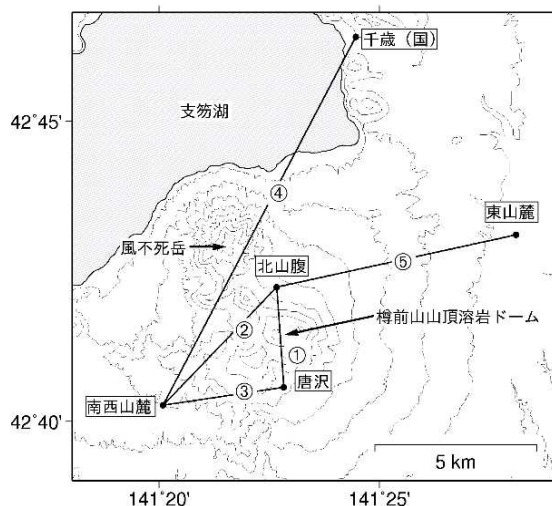 千歳（国）
42˚45'
支笏湖
④
東山麓
風不死岳
⑤
北山腹
②
樽前山山頂溶岩ドーム
①
唐沢
③
南西山麓
42˚40'
5 km
141˚20'
141˚25'